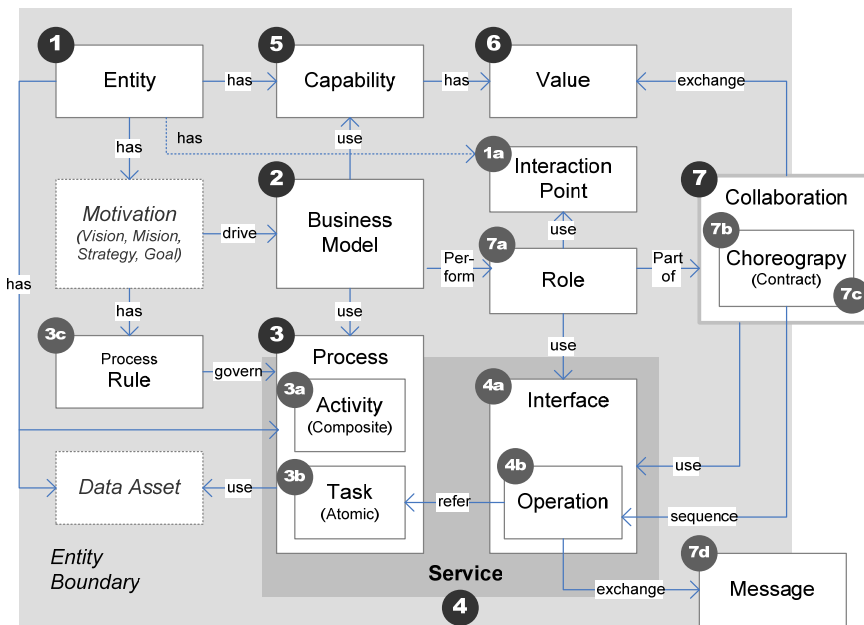 1
Entity
has
5
Capability
has
6
Value
exchange
has
has
use
1a
Interaction
Point
Motivation
(Vision, Mision,
Strategy, Goal)
drive
2
Business
Model
use
7
Collaboration
7b
Choreograpy
(Contract)
7c
Per-
form
7a
Role
Part
of
has
has
use
use
3c
Process
Rule
govern
3
Process
3a
Activity
(Composite)
4a
Interface
Data Asset
use
3b
Task
(Atomic)
refer
4b
Operation
use
sequence
Entity
Boundary
Service
4
exchange
7d
Message